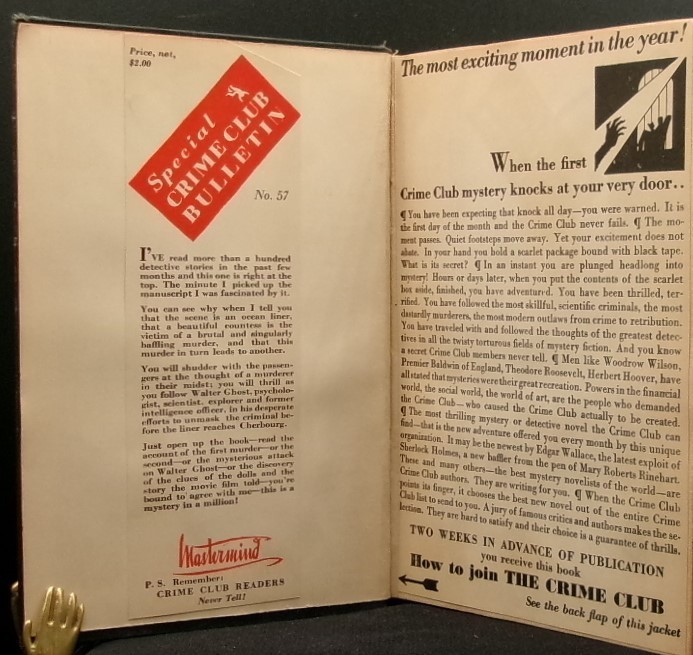 Price, net,
$2.00
Special
CRIME CLUB
BULLETIN
No. 57
I'VE read more than a hundred
detective stories in the past few
months and this one is right at the
top. The minute I picked up the
manuscript I was fascinated by it.
You can see why when I tell you
that the scene is an ocean liner,
that a beautiful countess is the
victim of a brutal and singularly
baffling murder, and that this
murder in turn leads to another.
You will shudder with the passen-
gers at the thought of a murderer
in their midst; you will thrill as
you follow Walter Ghost, psycholo-
gist, scientist, explorer and former
intelligence officer, in his desperate
efforts to unmask the criminal be-
fore the liner reaches Cherbourg.
Just open up the book—read the
account of the first murder—or the
second—or the mysterious attack
on Walter Ghost—or the discovery
of the clues of the dolls and the
story the movie film told—you're
bound to agree with me—this is a
mystery in a million!
Mastermind
P. S. Remember:
CRIME CLUB READERS
Never Tell!
The most exciting moment in the year!
When the first
Crime Club mystery knocks at your very door..
¶ You have been expecting that knock all day—you were warned. It is
the first day of the month and the Crime Club never fails. ¶ The mo-
ment passes. Quiet footsteps move away. Yet your excitement does not
abate. In your hand you hold a scarlet package bound with black tape.
What is its secret? ¶ In an instant you are plunged headlong into
mystery! Hours or days later, when you put the contents of the scarlet
box aside, finished, you have adventured. You have been thrilled, ter-
rified. You have followed the most skillful, scientific criminals, the most
dastardly murderers, the most modern outlaws from crime to retribution.
You have traveled with and followed the thoughts of the greatest detec-
tives in all the twisty torturous fields of mystery fiction. And you know
a secret Crime Club members never tell. ¶ Men like Woodrow Wilson,
Premier Baldwin of England, Theodore Roosevelt, Herbert Hoover, have
all stated that mysteries were their great recreation. Powers in the financial
world, the social world, the world of art, are the people who demanded
the Crime Club—who caused the Crime Club actually to be created.
¶ The most thrilling mystery or detective novel the Crime Club can
find—that is the new adventure offered you every month by this unique
organization. It may be the newest by Edgar Wallace, the latest exploit of
Sherlock Holmes, a new baffler from the pen of Mary Roberts Rinehart.
These and many others—the best mystery novelists of the world—are
Crime Club authors. They are writing for you. ¶ When the Crime Club
points its finger, it chooses the best new novel out of the entire Crime
Club list to send to you. A jury of famous critics and authors makes the se-
lection. They are hard to satisfy and their choice is a guarantee of thrills.
TWO WEEKS IN ADVANCE OF PUBLICATION
you receive this book
How to join THE CRIME CLUB
See the back flap of this jacket